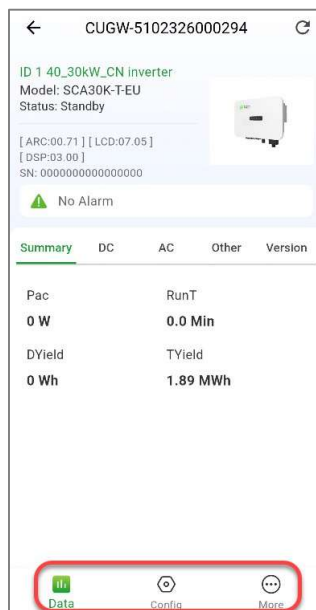 CUGW-5102326000294
ID 1 40_30kW_CN inverter
Model: SCA30K-T-EU
Status: Standby
[ ARC:00.71 ] [ LCD:07.05 ]
[ DSP:03.00 ]
SN: 0000000000000000
No Alarm
Summary DC AC Other Version
Pac RunT
0 W 0.0 Min
DYield TYield
0 Wh 1.89 MWh
Data Config More